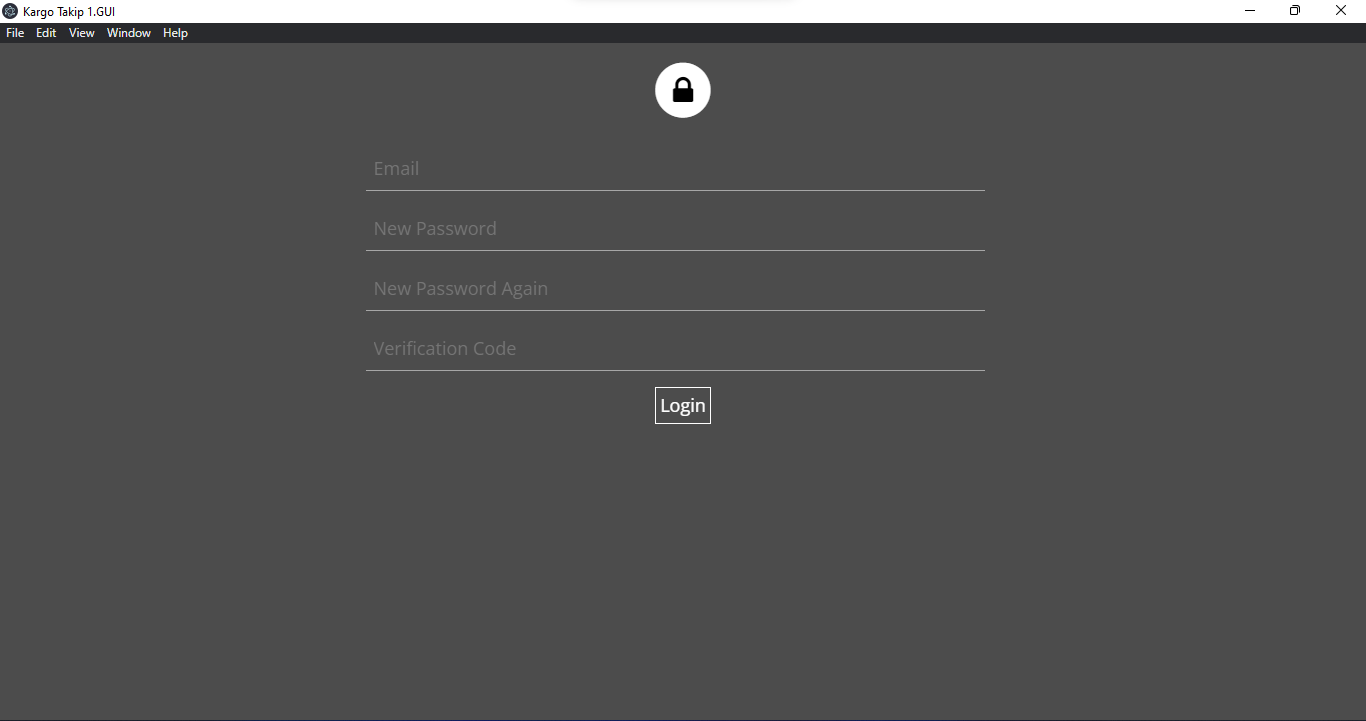 Kargo Takip 1.GUI
File Edit View Window Help
Email
New Password
New Password Again
Verification Code
Login